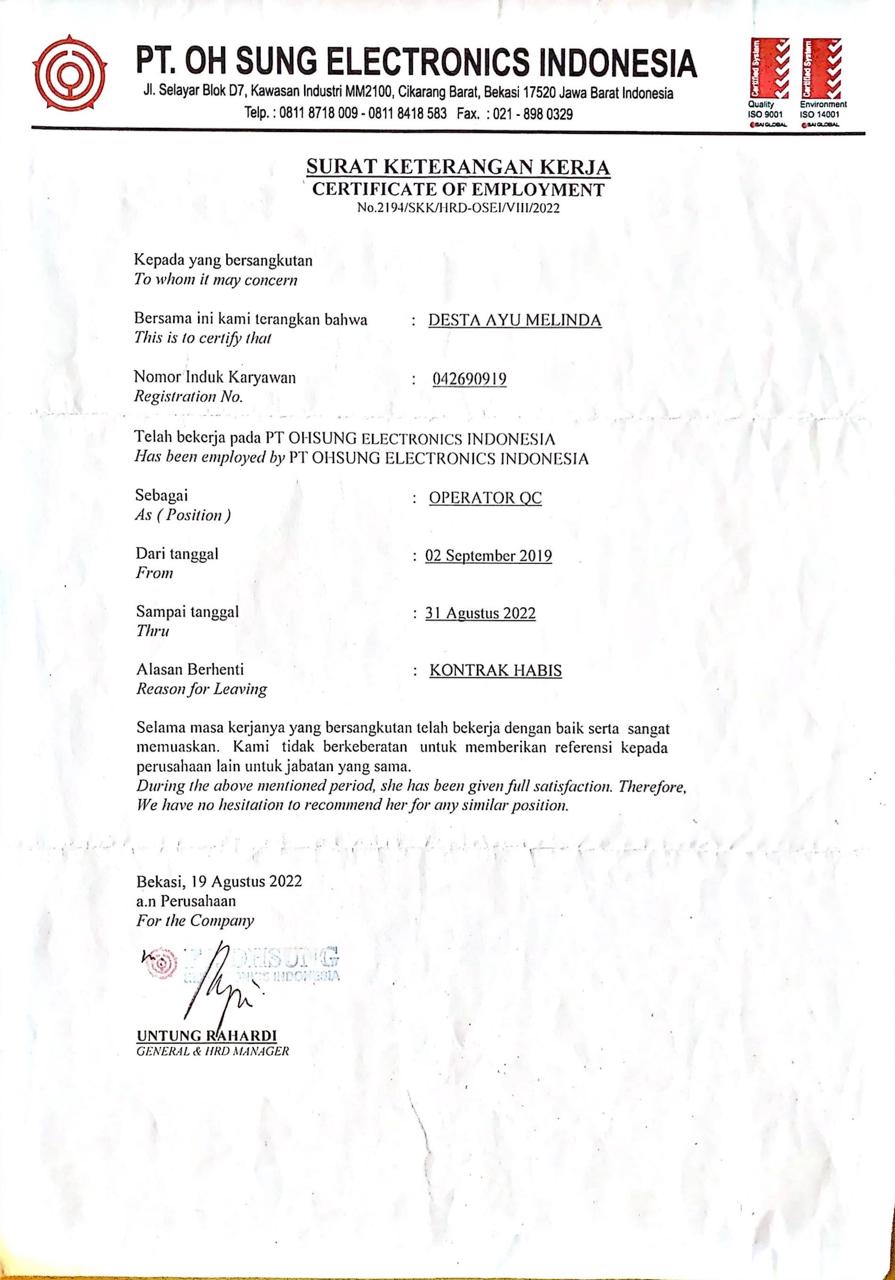 PT. OH SUNG ELECTRONICS INDONESIA
Jl. Selayar Blok D7, Kawasan Industri MM2100, Cikarang Barat, Bekasi 17520 Jawa Barat Indonesia
Telp. : 0811 8718 009 - 0811 8418 583 Fax. : 021 - 898 0329
Certified System Certified System
Quality Environment
ISO 9001 ISO 14001
SAI GLOBAL SAI GLOBAL
SURAT KETERANGAN KERJA
CERTIFICATE OF EMPLOYMENT
No.2194/SKK/HRD-OSEI/VIII/2022
Kepada yang bersangkutan
To whom it may concern
Bersama ini kami terangkan bahwa : DESTA AYU MELINDA
This is to certify that
Nomor Induk Karyawan : 042690919
Registration No.
Telah bekerja pada PT OHSUNG ELECTRONICS INDONESIA
Has been employed by PT OHSUNG ELECTRONICS INDONESIA
Sebagai : OPERATOR QC
As ( Position )
Dari tanggal : 02 September 2019
From
Sampai tanggal : 31 Agustus 2022
Thru
Alasan Berhenti : KONTRAK HABIS
Reason for Leaving
Selama masa kerjanya yang bersangkutan telah bekerja dengan baik serta sangat
memuaskan. Kami tidak berkeberatan untuk memberikan referensi kepada
perusahaan lain untuk jabatan yang sama.
During the above mentioned period, she has been given full satisfaction. Therefore,
We have no hesitation to recommend her for any similar position.
Bekasi, 19 Agustus 2022
a.n Perusahaan
For the Company
OHSUNG
INDONESIA
UNTUNG RAHARDI
GENERAL & HRD MANAGER